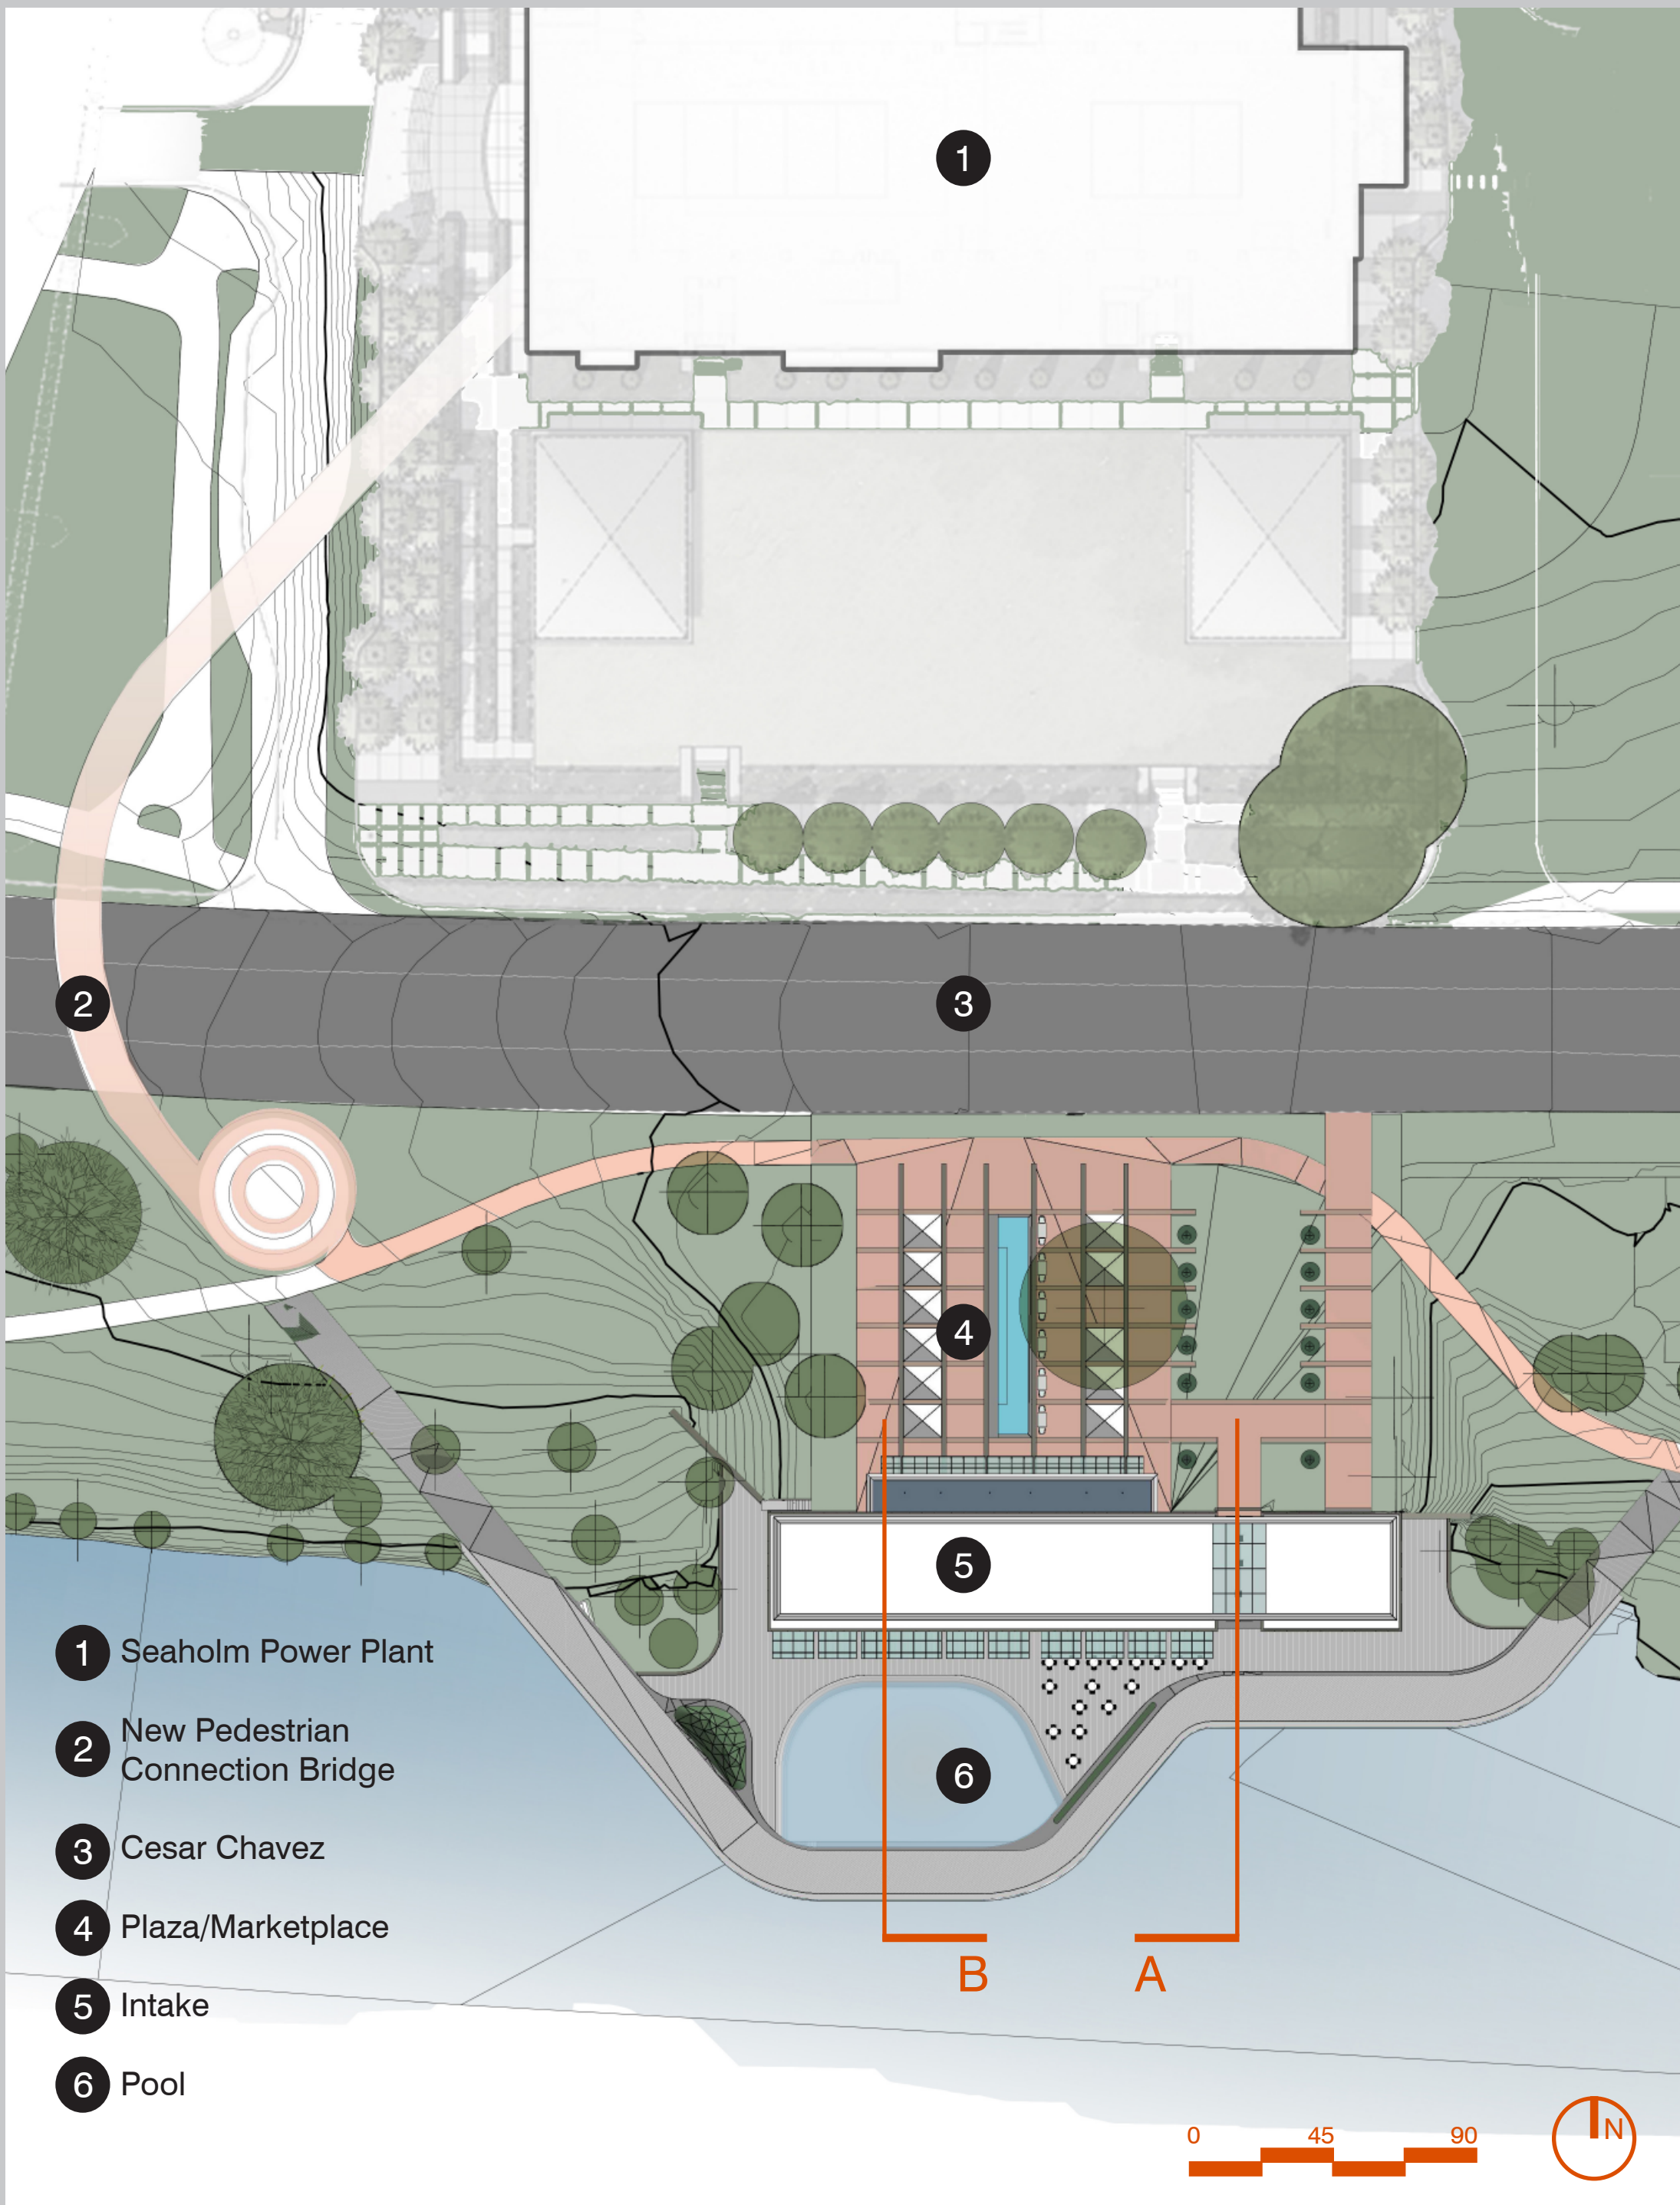 1
2
3
4
5
6
1 Seaholm Power Plant
2 New Pedestrian
Connection Bridge
3 Cesar Chavez
4 Plaza/Marketplace
5 Intake
6 Pool
B
A
0 45 90
N